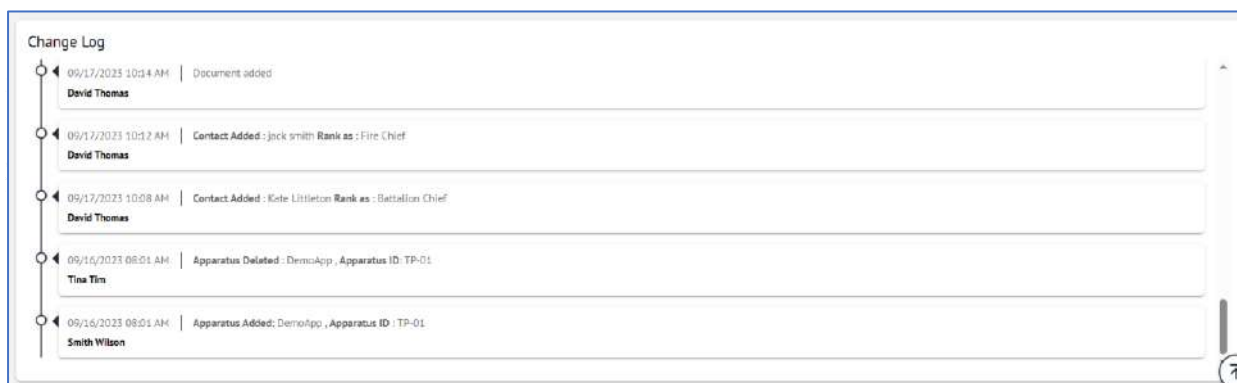 Change Log
09/17/2023 10:14 AM | Document added
David Thomas
09/17/2023 10:12 AM | Contact Added : jack smith Rank as : Fire Chief
David Thomas
09/17/2023 10:08 AM | Contact Added : Kate Littleton Rank as : Battalion Chief
David Thomas
09/16/2023 08:01 AM | Apparatus Deleted : DemoApp , Apparatus ID: TP-01
Tina Tim
09/16/2023 08:01 AM | Apparatus Added: DemoApp , Apparatus ID : TP-01
Smith Wilson